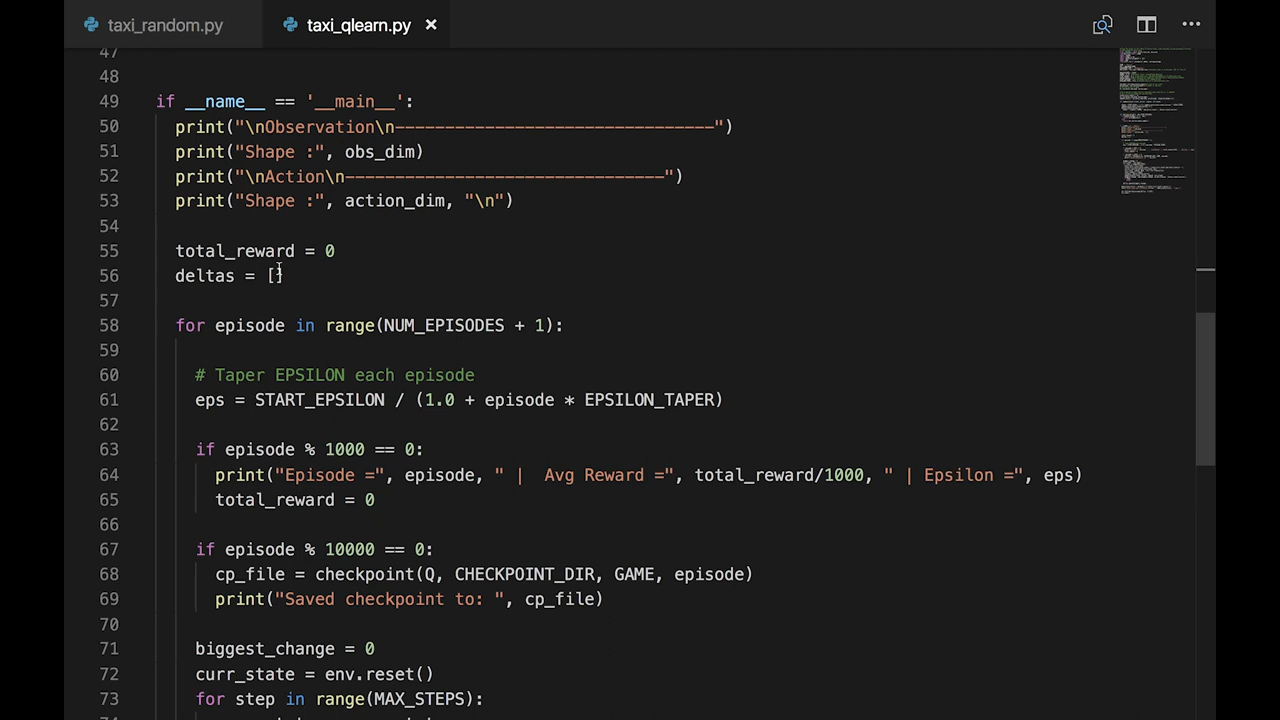 taxi_random.py
taxi_qlearn.py
47
48
49 if __name__ == '__main__':
50 print("\nObservation\n--------------------------------")
51 print("Shape :", obs_dim)
52 print("\nAction\n--------------------------------")
53 print("Shape :", action_dim, "\n")
54
55 total_reward = 0
56 deltas = []
57
58 for episode in range(NUM_EPISODES + 1):
59
60 # Taper EPSILON each episode
61 eps = START_EPSILON / (1.0 + episode * EPSILON_TAPER)
62
63 if episode % 1000 == 0:
64 print("Episode =", episode, " |  Avg Reward =", total_reward/1000, " | Epsilon =", eps)
65 total_reward = 0
66
67 if episode % 10000 == 0:
68 cp_file = checkpoint(Q, CHECKPOINT_DIR, GAME, episode)
69 print("Saved checkpoint to: ", cp_file)
70
71 biggest_change = 0
72 curr_state = env.reset()
73 for step in range(MAX_STEPS):